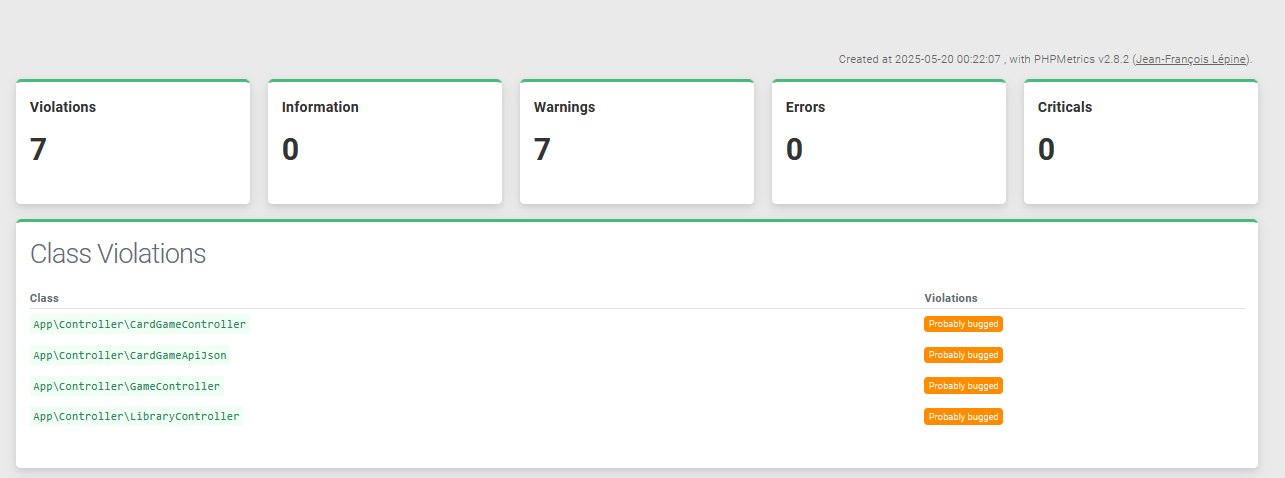 Created at 2025-05-20 00:22:07 , with PHPMetrics v2.8.2 (Jean-François Lépine).
Violations Information Warnings Errors Criticals
7 0 7 0 0
Class Violations
Class Violations
App\Controller\CardGameController Probably bugged
App\Controller\CardGameApiJson Probably bugged
App\Controller\GameController Probably bugged
App\Controller\LibraryController Probably bugged